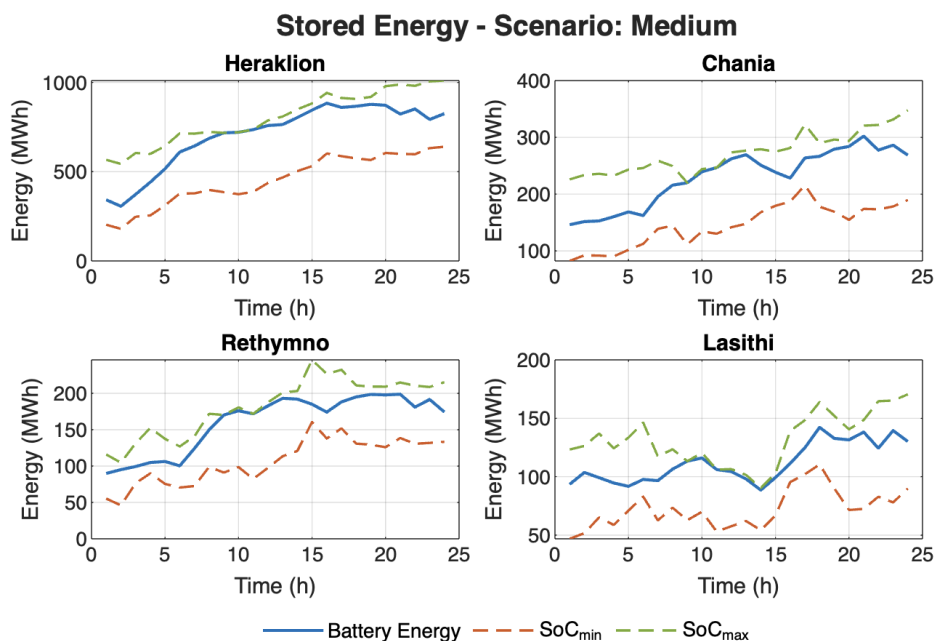 Stored Energy - Scenario: Medium
Heraklion
Energy (MWh)
1000
500
0
0 5 10 15 20 25
Time (h)
Chania
Energy (MWh)
400
300
200
100
0 5 10 15 20 25
Time (h)
Rethymno
Energy (MWh)
200
150
100
50
0
0 5 10 15 20 25
Time (h)
Lasithi
Energy (MWh)
200
150
100
50
0 5 10 15 20 25
Time (h)
Battery Energy SoCmin SoCmax